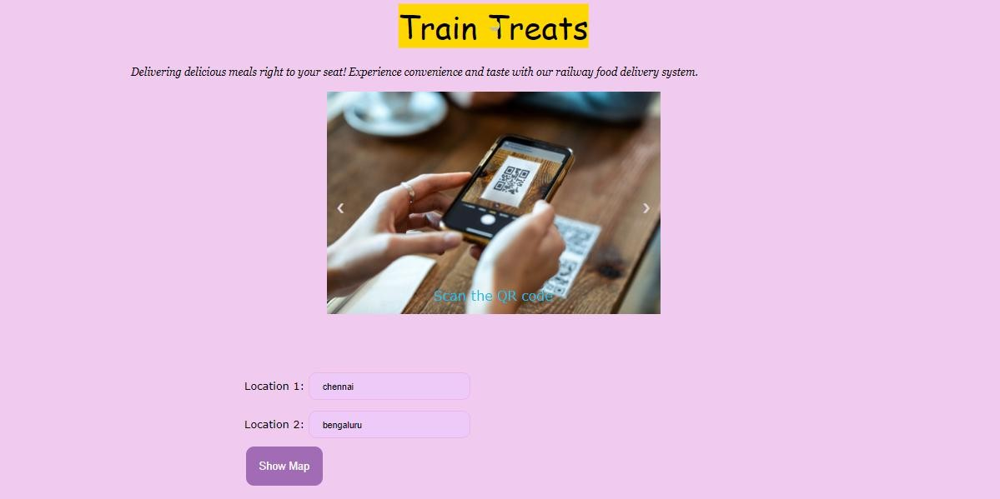 Train Treats
Delivering delicious meals right to your seat! Experience convenience and taste with our railway food delivery system.
Scan the QR code
Location 1: chennai
Location 2: bengaluru
Show Map